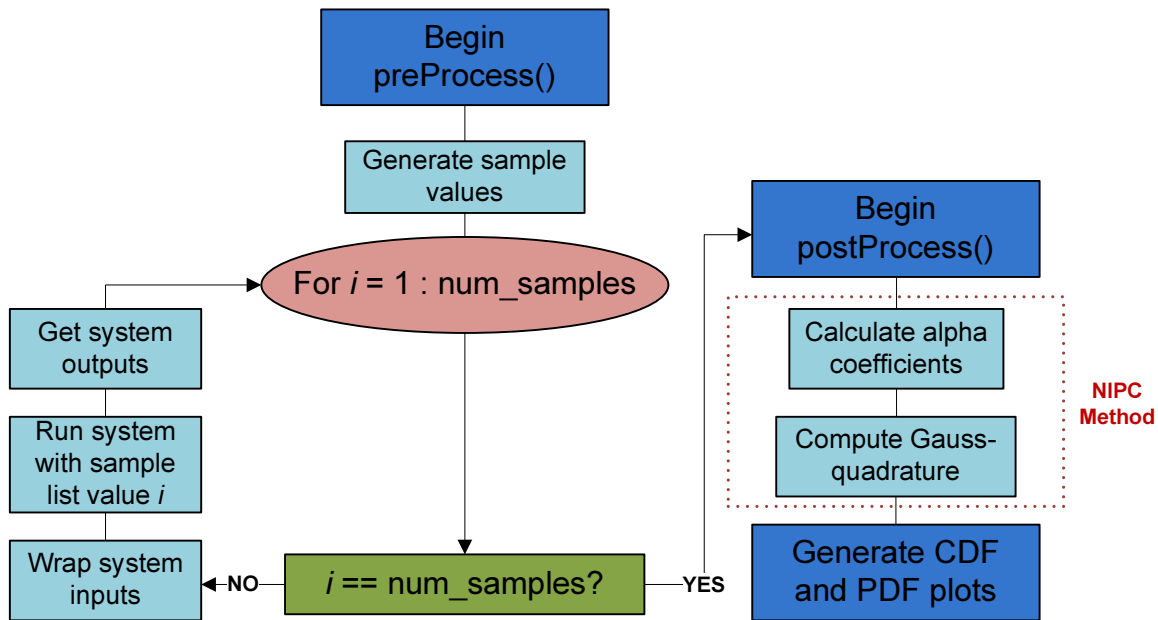 Begin
preProcess()
Generate sample
values
For i = 1 : num_samples
Get system
outputs
Run system
with sample
list value i
Wrap system
inputs
NO
i == num_samples?
YES
Begin
postProcess()
Calculate alpha
coefficients
Compute Gauss-
quadrature
NIPC
Method
Generate CDF
and PDF plots